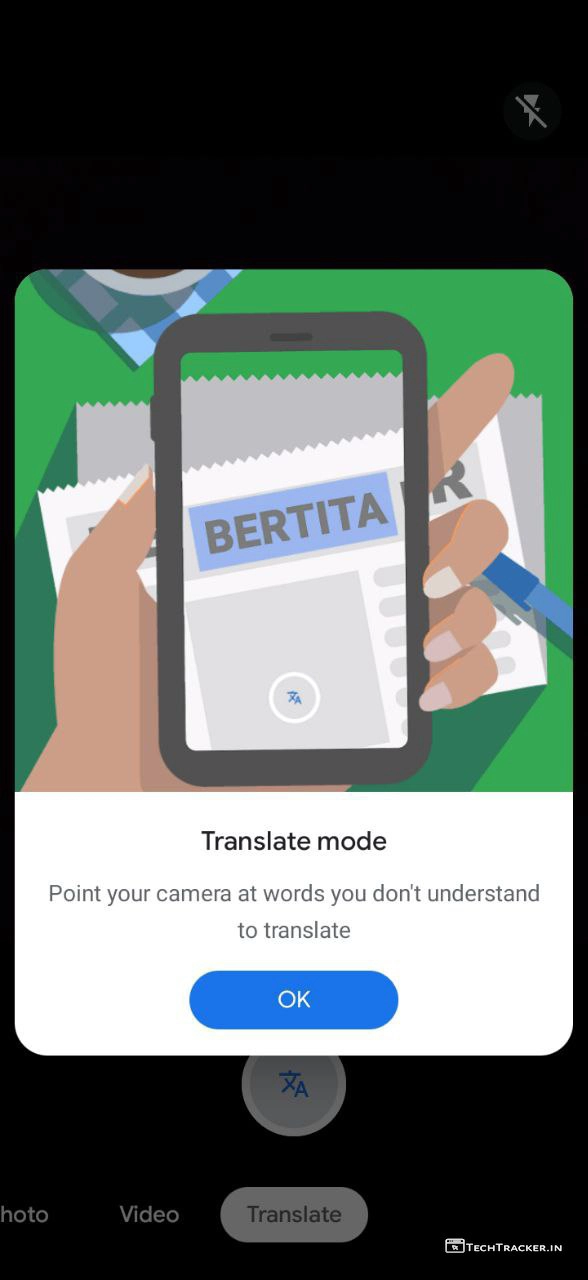 BERTITA
R
Translate mode
Point your camera at words you don't understand
to translate
OK
hoto
Video
Translate
TECHTRACKER.IN